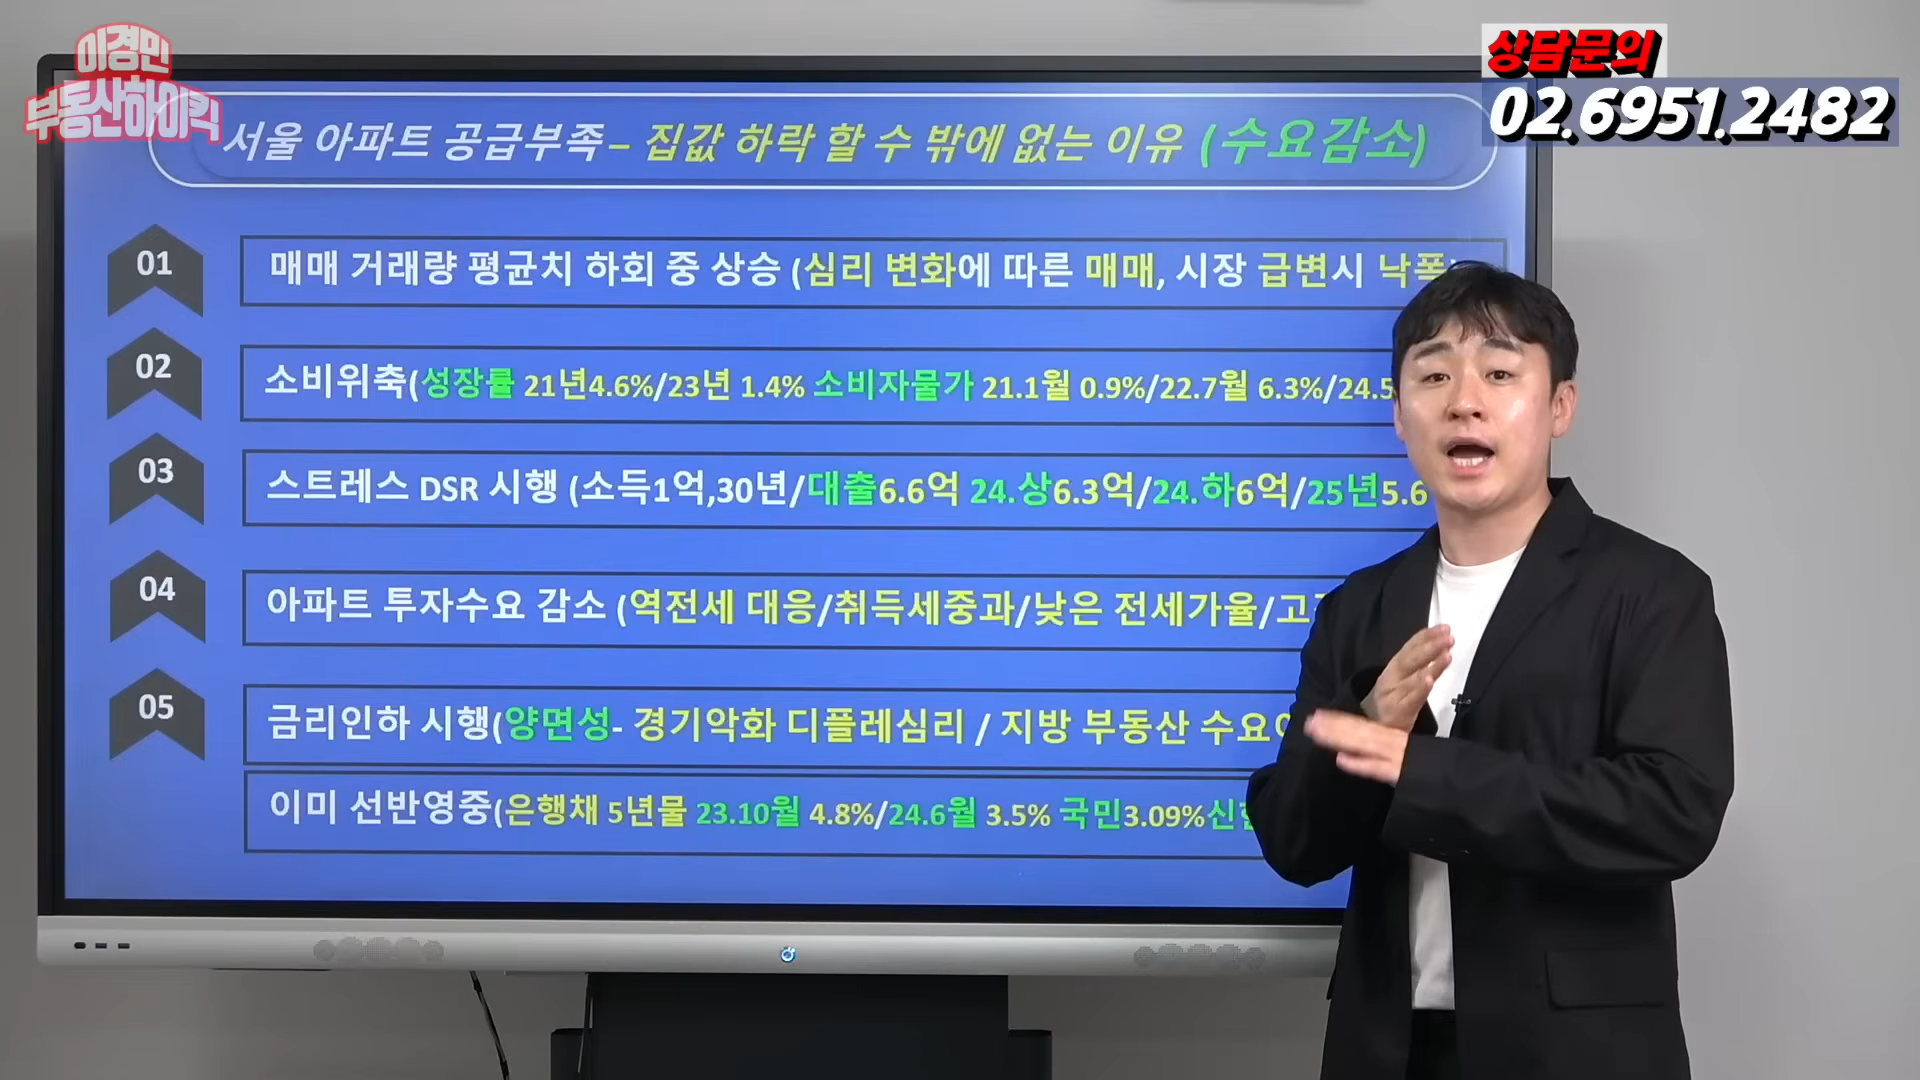 이경민
부동산하이킥
상담문의
02.6951.2482
서울 아파트 공급부족 – 집값 하락 할 수 밖에 없는 이유 (수요감소)
01
매매 거래량 평균치 하회 중 상승 (심리 변화에 따른 매매, 시장 급변시 낙폭
02
소비위축(성장률 21년4.6%/23년 1.4% 소비자물가 21.1월 0.9%/22.7월 6.3%/24.5
03
스트레스 DSR 시행 (소득1억,30년/대출6.6억 24.상6.3억/24.하6억/25년5.6
04
아파트 투자수요 감소 (역전세 대응/취득세중과/낮은 전세가율/고
05
금리인하 시행(양면성- 경기악화 디플레심리 / 지방 부동산 수요
이미 선반영중(은행채 5년물 23.10월 4.8%/24.6월 3.5% 국민3.09%신한